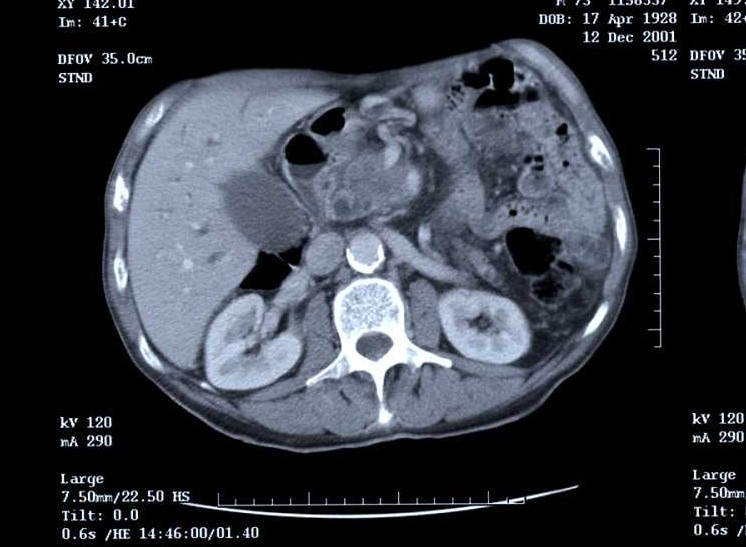 XY 142.01
Im: 41+C
DFOV 35.0cm
STND
DOB: 17 Apr 1928
12 Dec 2001
512
Im: 42+
DFOV 35
STND
kV 120
mA 290
Large
7.50mm/22.50 HS
Tilt: 0.0
0.6s /HE 14:46:00/01.40
kV 120
mA 290
Large
7.50mm
Tilt:
0.6s /